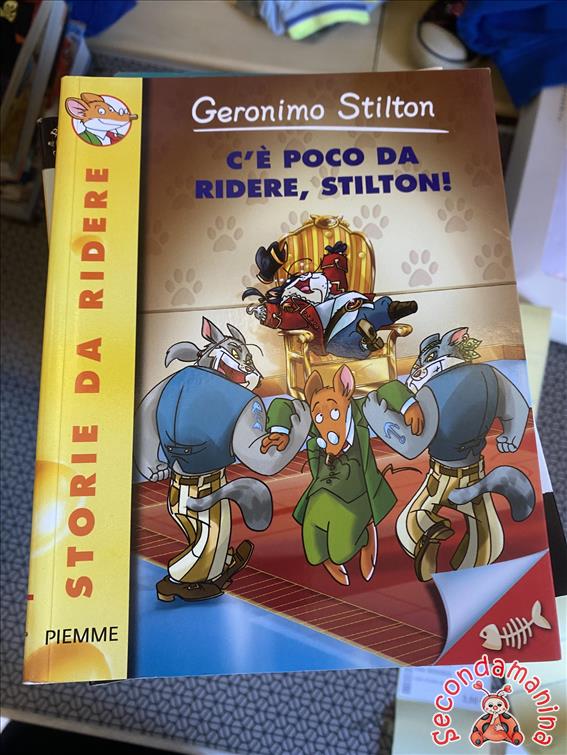 Geronimo Stilton
C'È POCO DA
RIDERE, STILTON!
STORIE DA RIDERE
PIEMME
Secondamanina